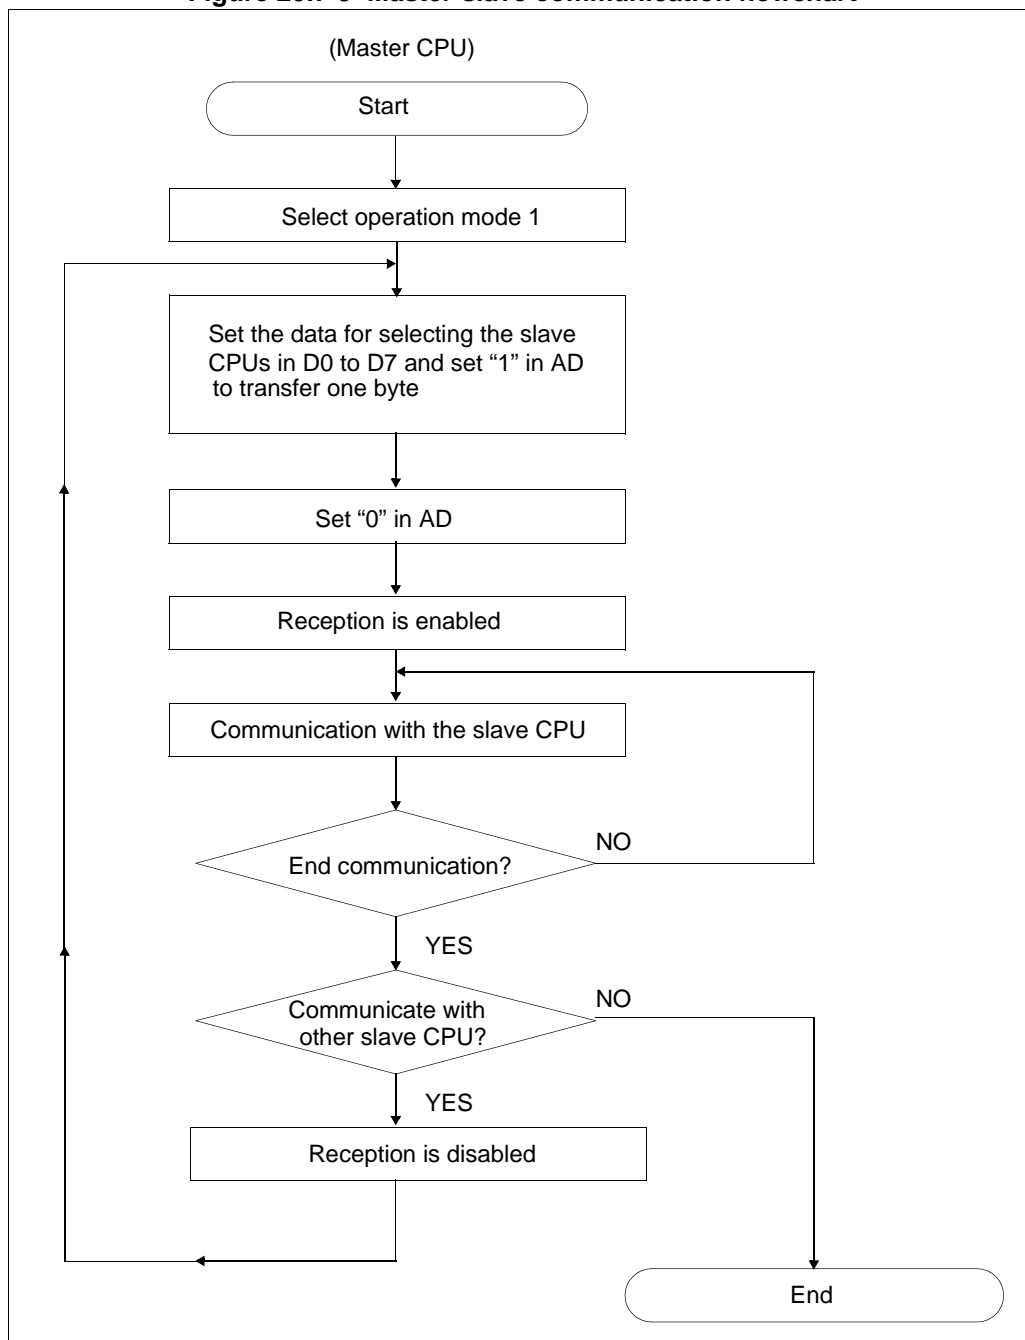 (Master CPU)
Start
Select operation mode 1
Set the data for selecting the slave
CPUs in D0 to D7 and set “1” in AD
to transfer one byte
Set “0” in AD
Reception is enabled
Communication with the slave CPU
End communication?
NO
YES
Communicate with
other slave CPU?
NO
YES
Reception is disabled
End